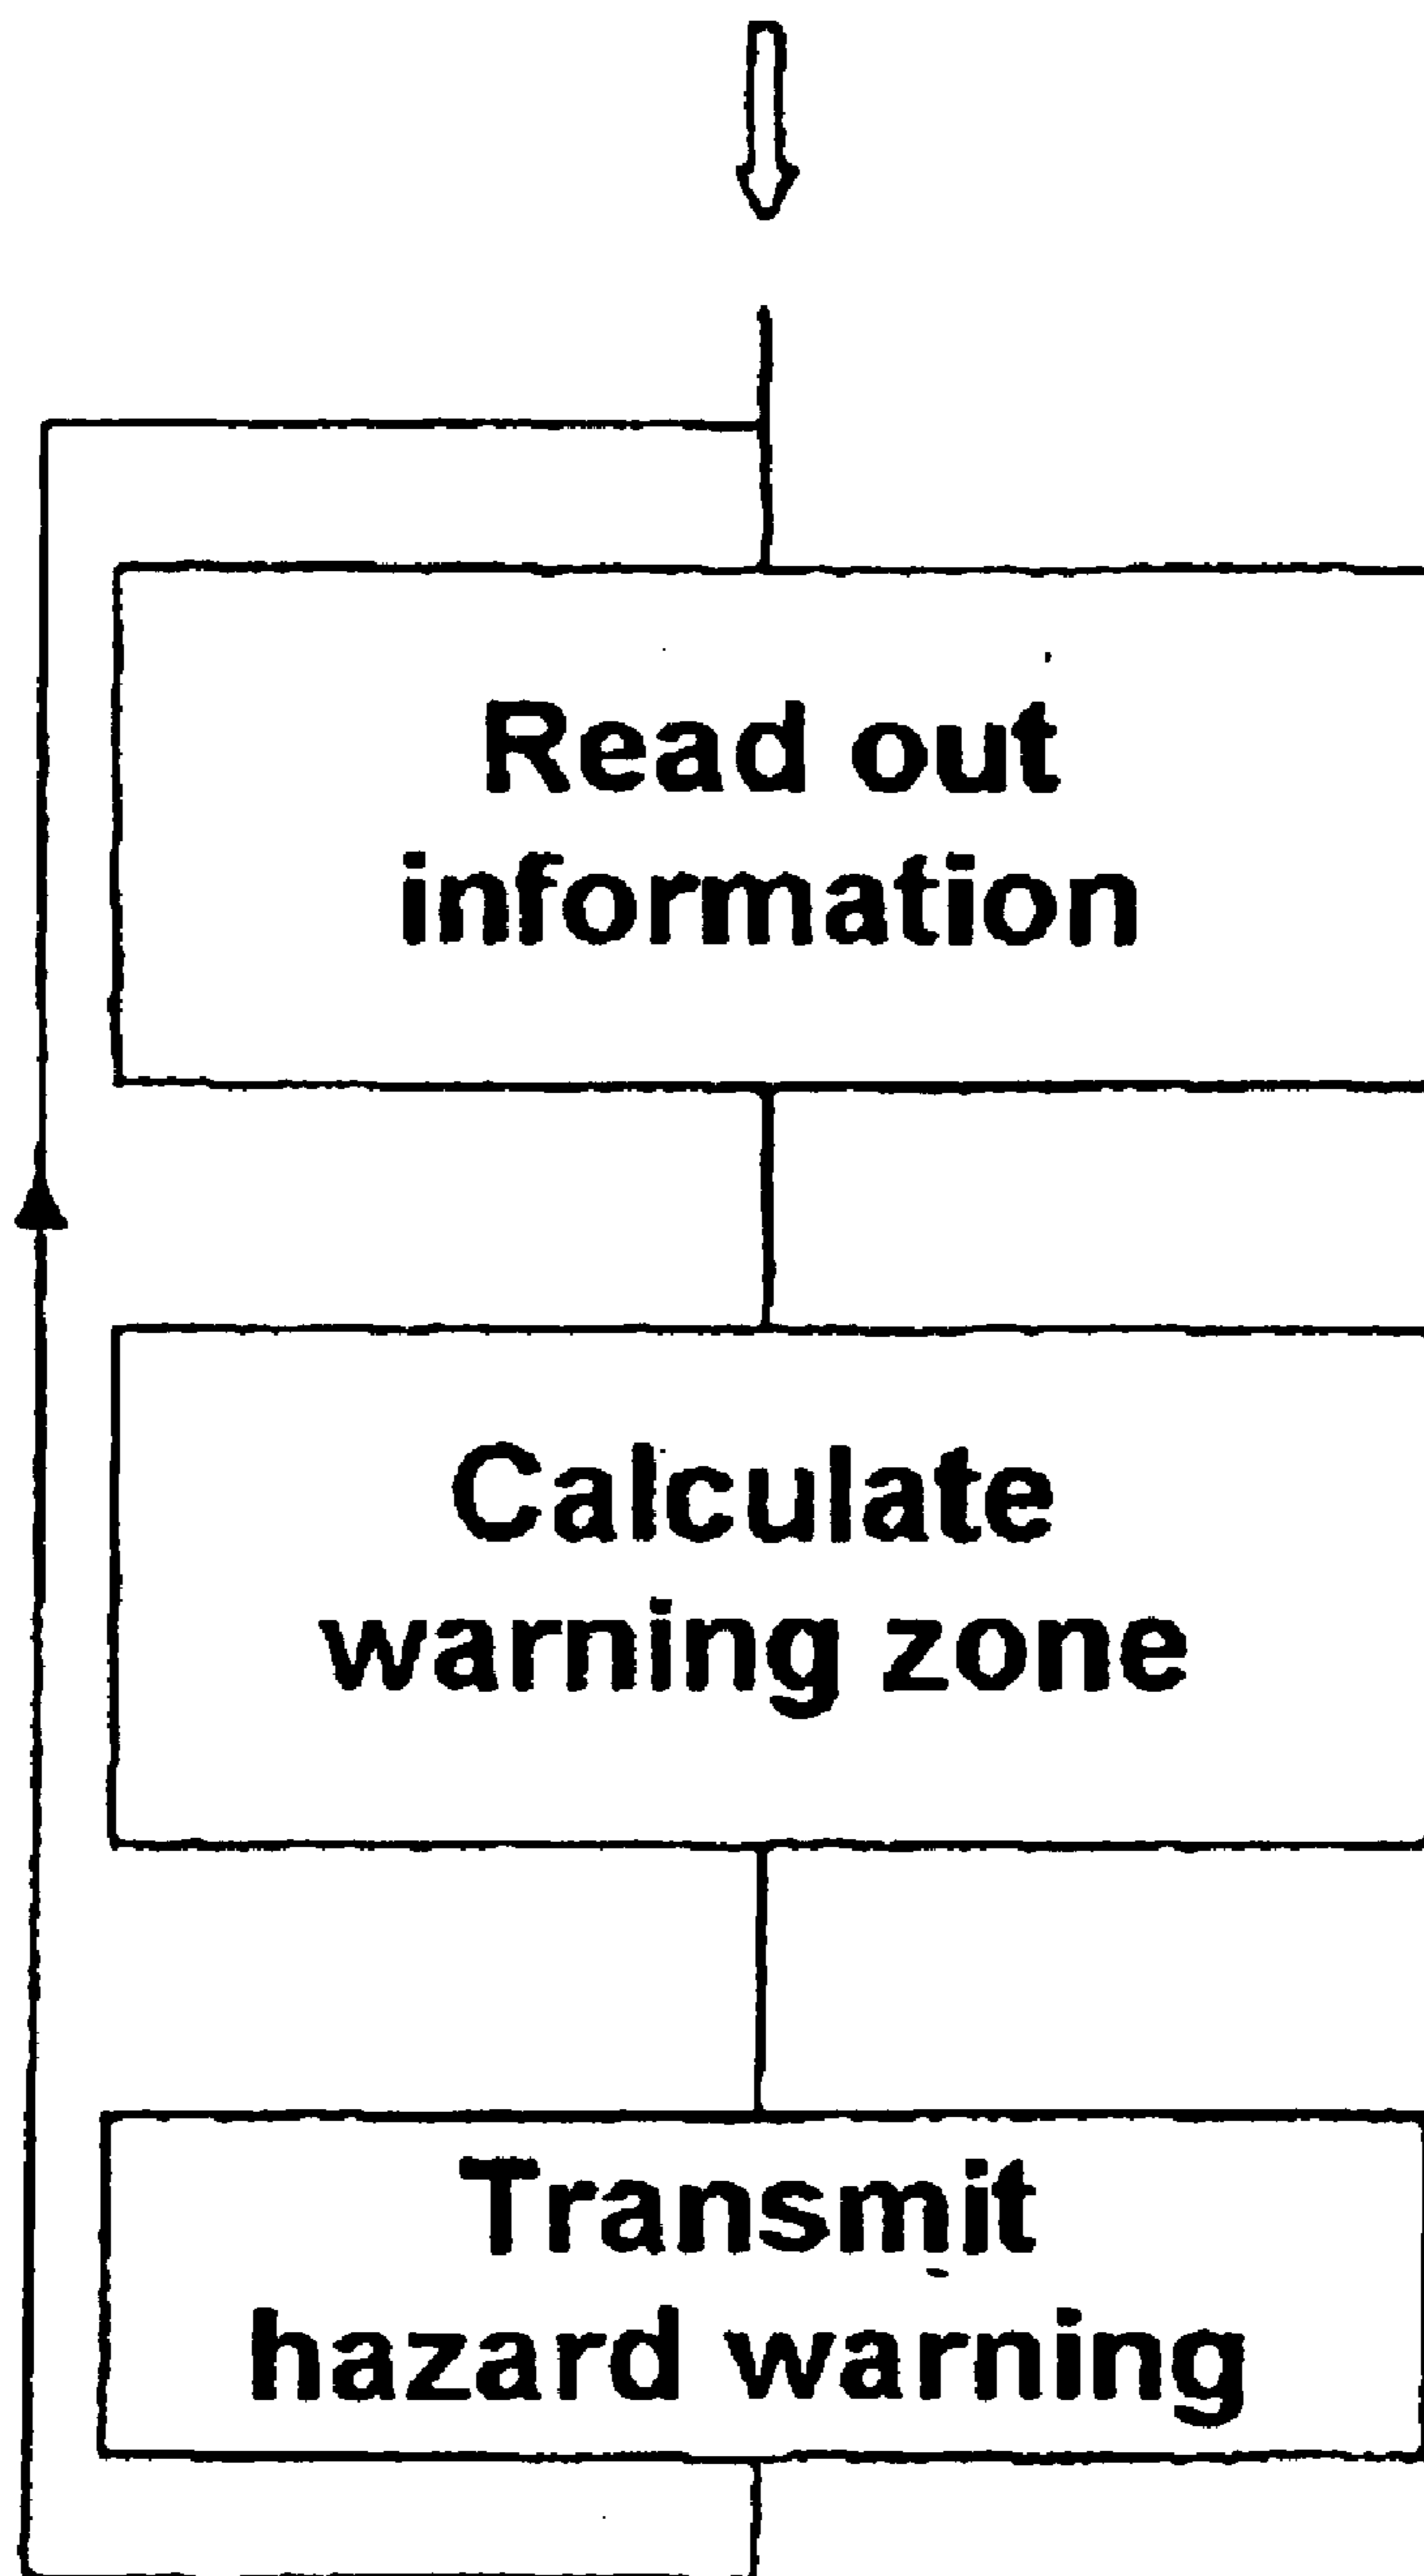 Read out
information
Calculate
warning zone
Transmit
hazard warning